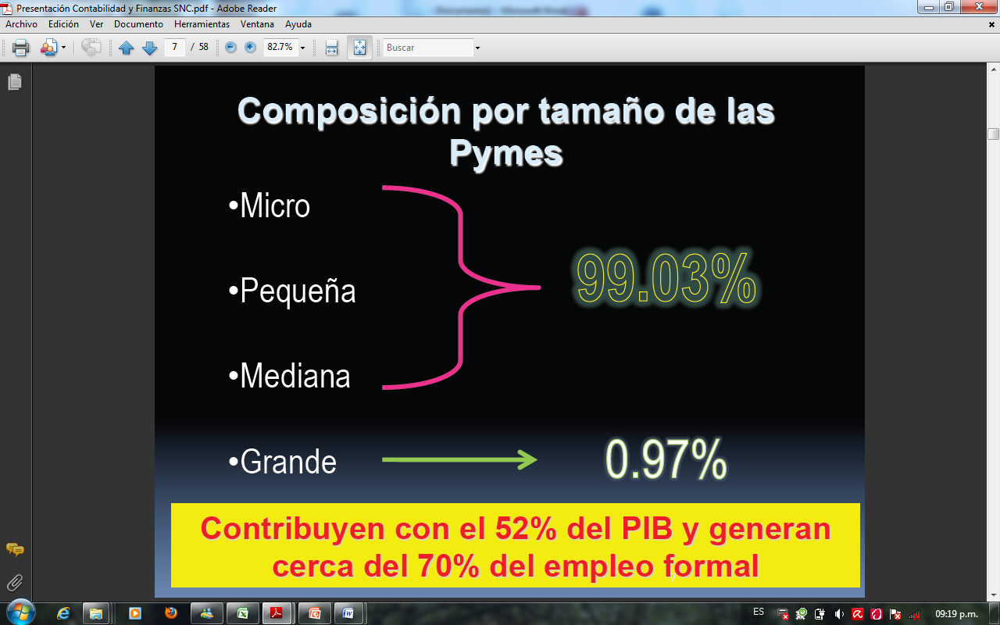 Presentación Contabilidad y Finanzas SNC.pdf - Adobe Reader
Archivo Edición Ver Documento Herramientas Ventana Ayuda
7 / 58 82.7% Buscar
Composición por tamaño de las
Pymes
•Micro
99.03%
•Pequeña
•Mediana
•Grande 0.97%
Contribuyen con el 52% del PIB y generan
cerca del 70% del empleo formal
7
ES 09:19 p.m.